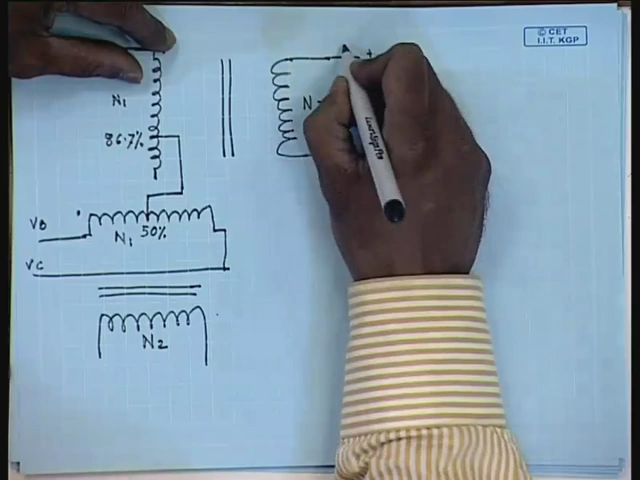 © CET
I.I.T. KGP
N1
86.7%
N
VB
N1 50%
VC
N2
+